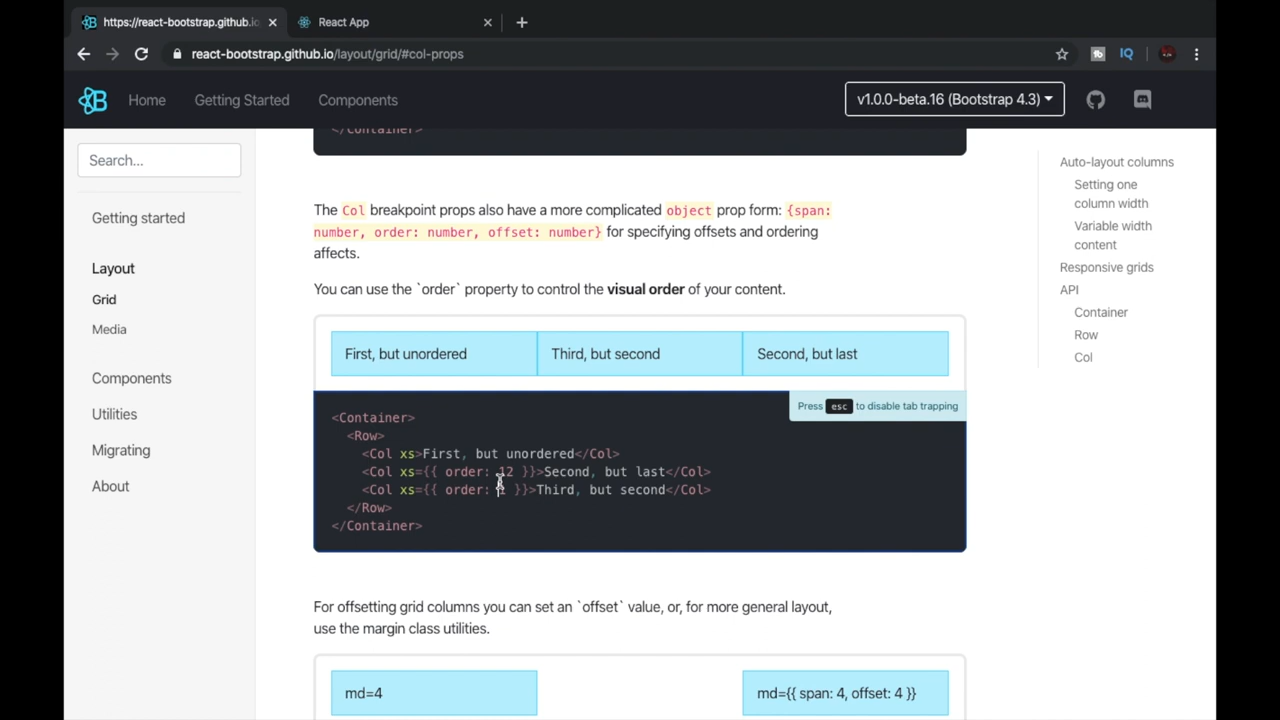 https://react-bootstrap.github.io
React App
react-bootstrap.github.io/layout/grid/#col-props
IQ
B
Home
Getting Started
Components
v1.0.0-beta.16 (Bootstrap 4.3)
Search...
Getting started
Layout
Grid
Media
Components
Utilities
Migrating
About
</Container>
The Col breakpoint props also have a more complicated object prop form: {span:
number, order: number, offset: number} for specifying offsets and ordering
affects.
You can use the `order` property to control the visual order of your content.
First, but unordered
Third, but second
Second, but last
Press esc to disable tab trapping
<Container>
<Row>
<Col xs>First, but unordered</Col>
<Col xs={{ order: 12 }}>Second, but last</Col>
<Col xs={{ order: 1 }}>Third, but second</Col>
</Row>
</Container>
For offsetting grid columns you can set an `offset` value, or, for more general layout,
use the margin class utilities.
md=4
md={{ span: 4, offset: 4 }}
Auto-layout columns
Setting one
column width
Variable width
content
Responsive grids
API
Container
Row
Col